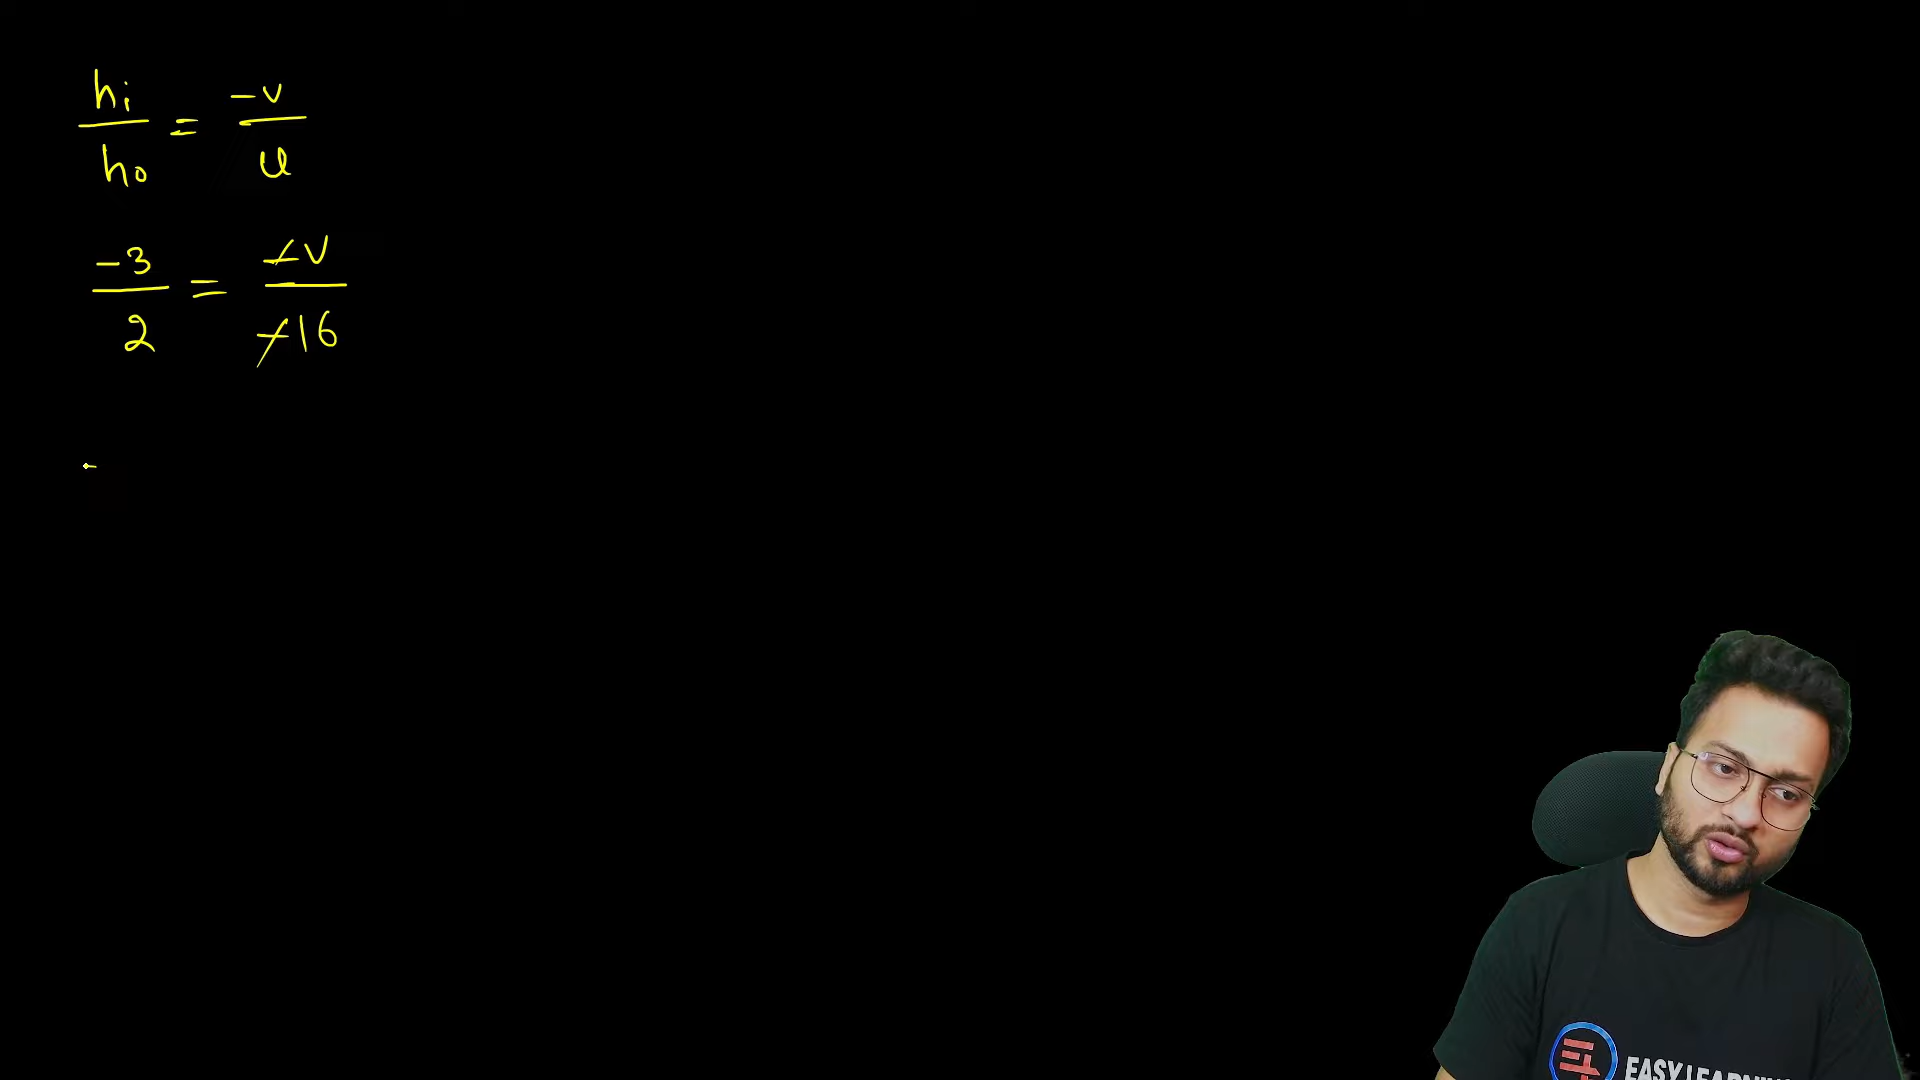 hi/ho = -v/u
-3/2 = -v/-16
EASY LEARNING